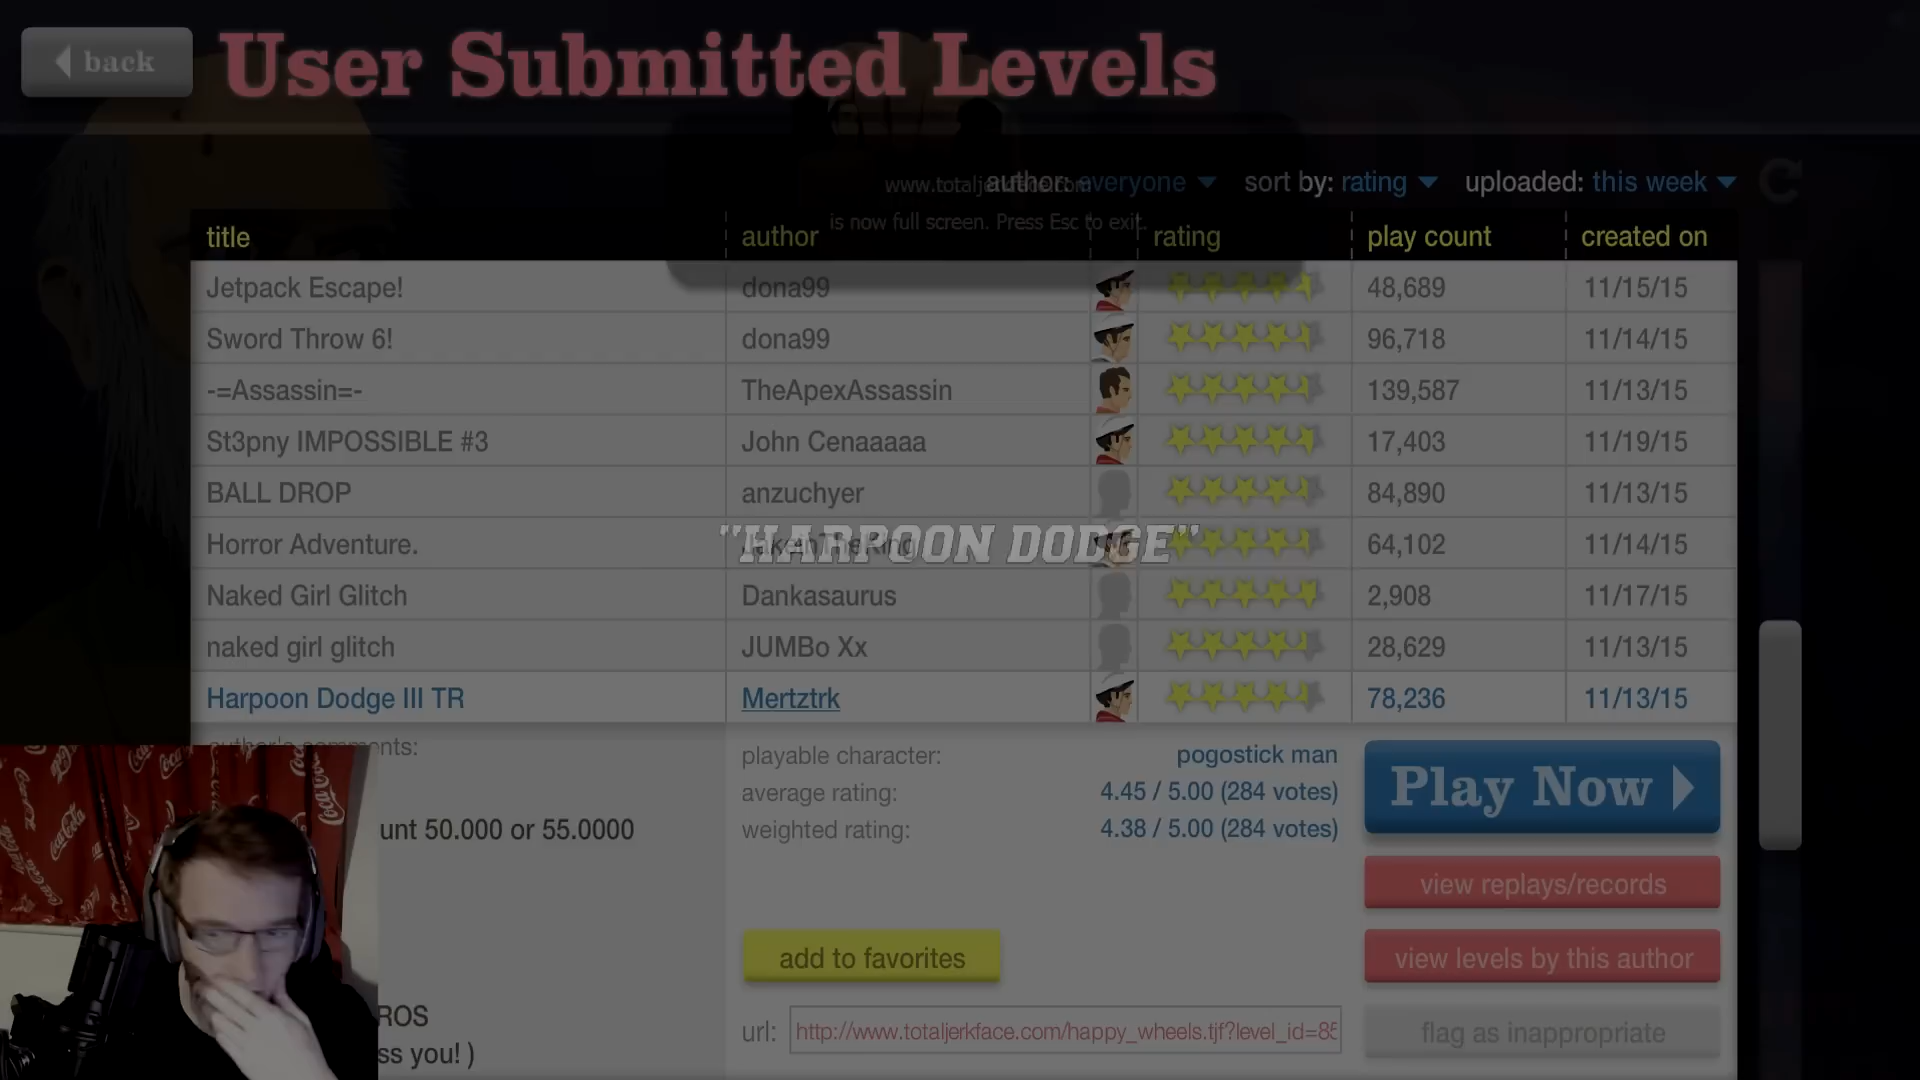 back
User Submitted Levels
author: everyone
sort by: rating
uploaded: this week
www.totaljerkface.com
is now full screen. Press Esc to exit.
title author rating play count created on
Jetpack Escape! dona99 48,689 11/15/15
Sword Throw 6! dona99 96,718 11/14/15
-=Assassin=- TheApexAssassin 139,587 11/13/15
St3pny IMPOSSIBLE #3 John Cenaaaaa 17,403 11/19/15
BALL DROP anzuchyer 84,890 11/13/15
"HARPOON DODGE"
Horror Adventure. 64,102 11/14/15
Naked Girl Glitch Dankasaurus 2,908 11/17/15
naked girl glitch JUMBo Xx 28,629 11/13/15
Harpoon Dodge III TR Mertztrk 78,236 11/13/15
author's comments:
playable character: pogostick man
average rating: 4.45 / 5.00 (284 votes)
weighted rating: 4.38 / 5.00 (284 votes)
Play Now
unt 50.000 or 55.0000
view replays/records
add to favorites
view levels by this author
ROS
ss you! )
url: http://www.totaljerkface.com/happy_wheels.tjf?level_id=85
flag as inappropriate
Coca-Cola